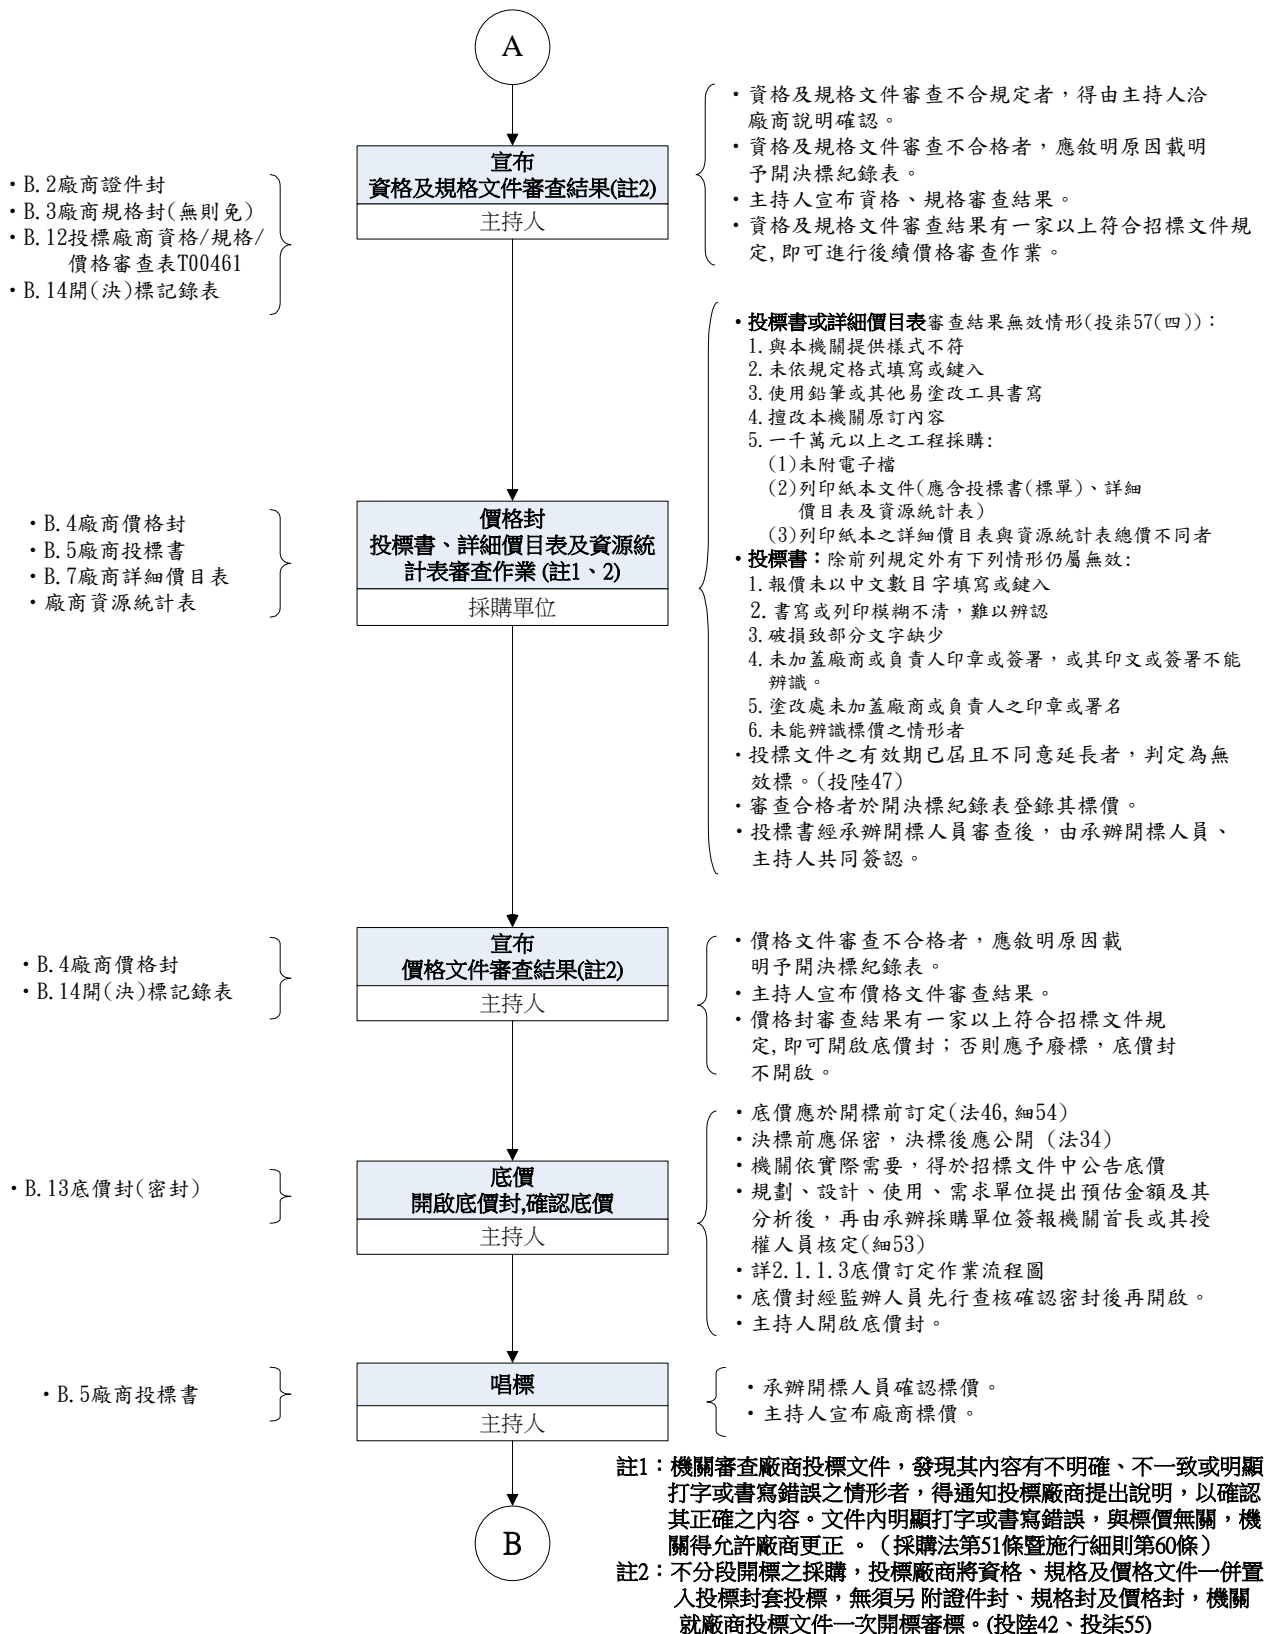 A
宣布
資格及規格文件審查結果(註2)
主持人
・B.2廠商證件封
・B.3廠商規格封(無則免)
・B.12投標廠商資格/規格/
價格審查表T00461
・B.14開(決)標記錄表
・資格及規格文件審查不合規定者，得由主持人洽
廠商說明確認。
・資格及規格文件審查不合格者，應敘明原因載明
予開決標紀錄表。
・主持人宣布資格、規格審查結果。
・資格及規格文件審查結果有一家以上符合招標文件規
定,即可進行後續價格審查作業。
價格封
投標書、詳細價目表及資源統
計表審查作業 (註1、2)
採購單位
・B.4廠商價格封
・B.5廠商投標書
・B.7廠商詳細價目表
・廠商資源統計表
・投標書或詳細價目表審查結果無效情形(投柒57(四))：
1.與本機關提供樣式不符
2.未依規定格式填寫或鍵入
3.使用鉛筆或其他易塗改工具書寫
4.擅改本機關原訂內容
5.一千萬元以上之工程採購:
(1)未附電子檔
(2)列印紙本文件(應含投標書(標單)、詳細
價目表及資源統計表)
(3)列印紙本之詳細價目表與資源統計表總價不同者
・投標書：除前列規定外有下列情形仍屬無效:
1.報價未以中文數目字填寫或鍵入
2.書寫或列印模糊不清，難以辨認
3.破損致部分文字缺少
4.未加蓋廠商或負責人印章或簽署，或其印文或簽署不能
辨識。
5.塗改處未加蓋廠商或負責人之印章或署名
6.未能辨識標價之情形者
・投標文件之有效期已屆且不同意延長者，判定為無
效標。(投陸47)
・審查合格者於開決標紀錄表登錄其標價。
・投標書經承辦開標人員審查後，由承辦開標人員、
主持人共同簽認。
宣布
價格文件審查結果(註2)
主持人
・B.4廠商價格封
・B.14開(決)標記錄表
・價格文件審查不合格者，應敘明原因載
明予開決標紀錄表。
・主持人宣布價格文件審查結果。
・價格封審查結果有一家以上符合招標文件規
定,即可開啟底價封；否則應予廢標，底價封
不開啟。
底價
開啟底價封,確認底價
主持人
・B.13底價封(密封)
・底價應於開標前訂定(法46,細54)
・決標前應保密，決標後應公開 (法34)
・機關依實際需要，得於招標文件中公告底價
・規劃、設計、使用、需求單位提出預估金額及其
分析後，再由承辦採購單位簽報機關首長或其授
權人員核定(細53)
・詳2.1.1.3底價訂定作業流程圖
・底價封經監辦人員先行查核確認密封後再開啟。
・主持人開啟底價封。
唱標
主持人
・B.5廠商投標書
・承辦開標人員確認標價。
・主持人宣布廠商標價。
B
註1：機關審查廠商投標文件，發現其內容有不明確、不一致或明顯
打字或書寫錯誤之情形者，得通知投標廠商提出說明，以確認
其正確之內容。文件內明顯打字或書寫錯誤，與標價無關，機
關得允許廠商更正 。（採購法第51條暨施行細則第60條）
註2：不分段開標之採購，投標廠商將資格、規格及價格文件一併置
入投標封套投標，無須另 附證件封、規格封及價格封，機關
就廠商投標文件一次開標審標。(投陸42、投柒55)